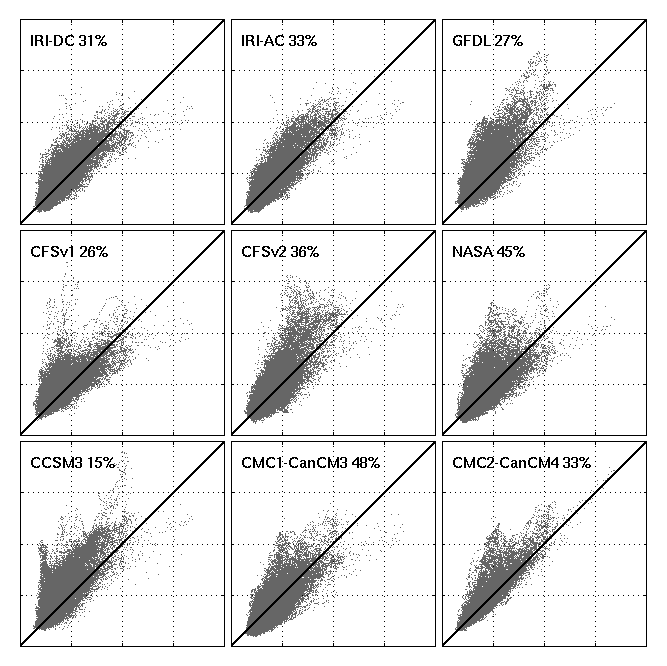 IRI-DC 31%
IRI-AC 33%
GFDL 27%
CFSv1 26%
CFSv2 36%
NASA 45%
CCSM3 15%
CMC1-CanCM3 48%
CMC2-CanCM4 33%